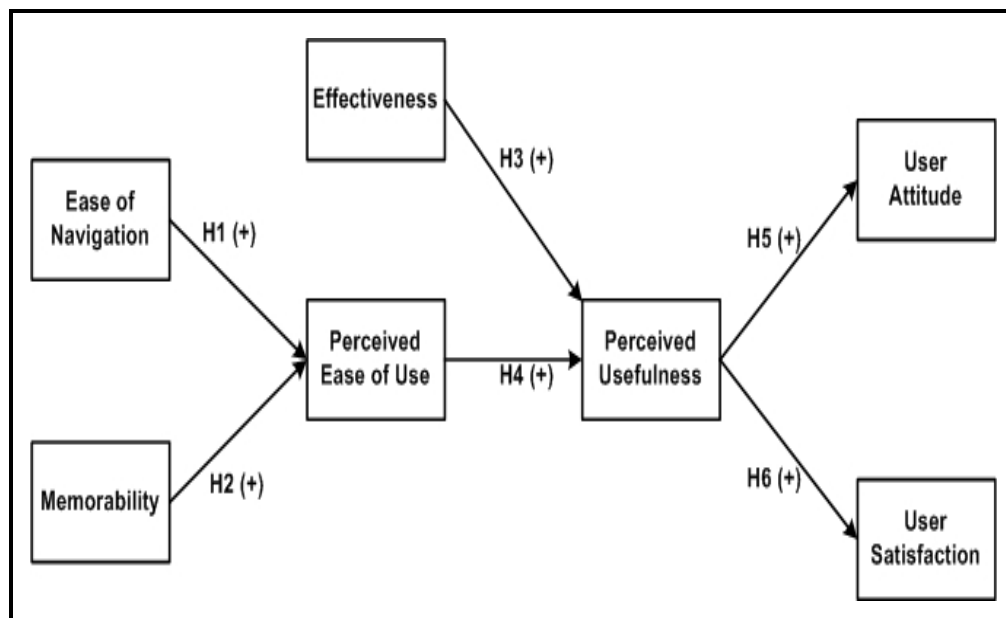 Effectiveness
H3 (+)
User
Attitude
Ease of
Navigation
H1 (+)
H5 (+)
Perceived
Ease of Use
H4 (+)
Perceived
Usefulness
Memorability
H2 (+)
H6 (+)
User
Satisfaction